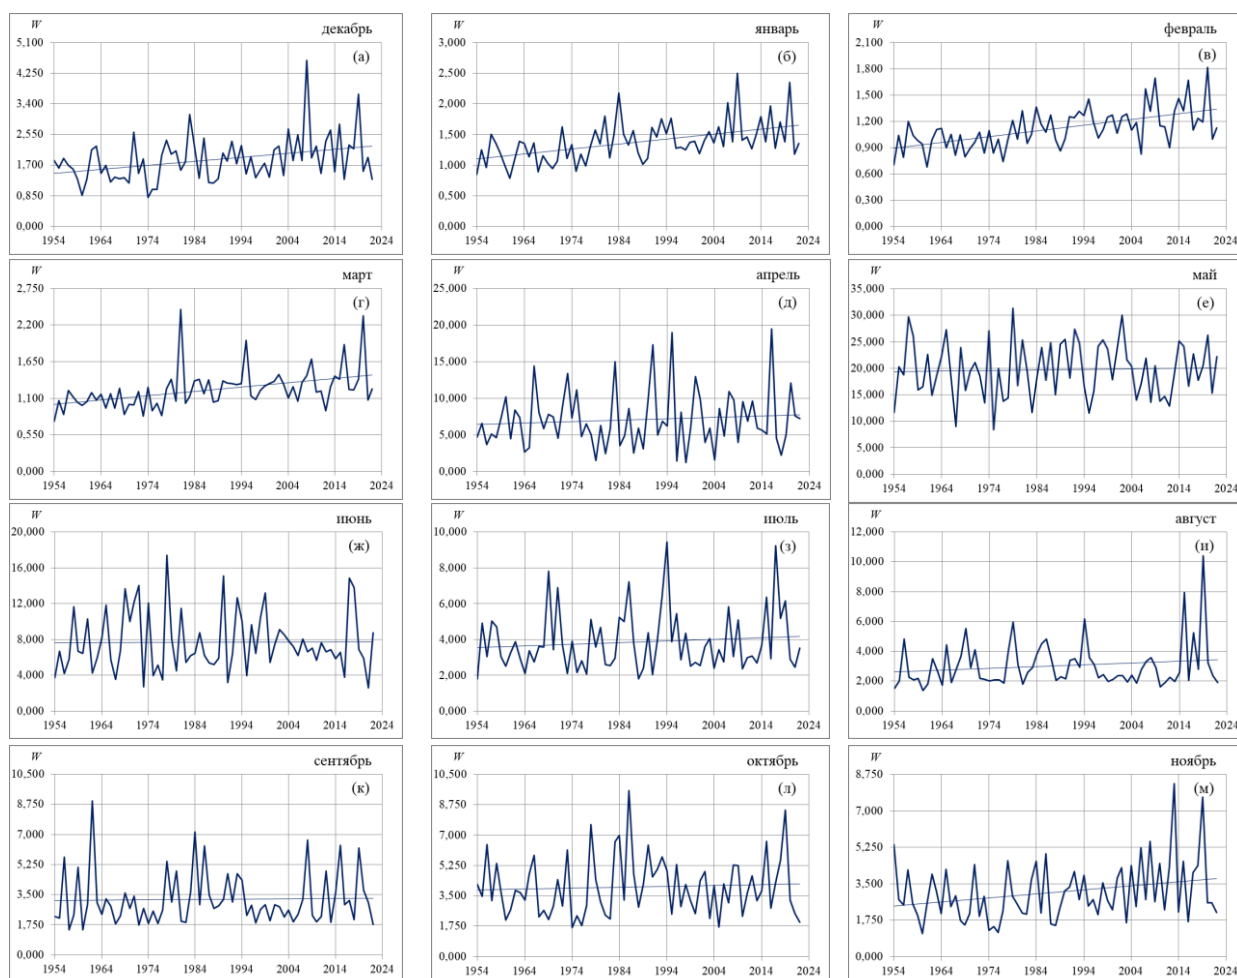 W
декабрь
(а)
5,100
4,250
3,400
2,550
1,700
0,850
0,000
1954 1964 1974 1984 1994 2004 2014 2024
W
январь
(б)
3,000
2,500
2,000
1,500
1,000
0,500
0,000
1954 1964 1974 1984 1994 2004 2014 2024
W
февраль
(в)
2,100
1,800
1,500
1,200
0,900
0,600
0,300
0,000
1954 1964 1974 1984 1994 2004 2014 2024
W
март
(г)
2,750
2,200
1,650
1,100
0,550
0,000
1954 1964 1974 1984 1994 2004 2014 2024
W
апрель
(д)
25,000
20,000
15,000
10,000
5,000
0,000
1954 1964 1974 1984 1994 2004 2014 2024
W
май
(е)
35,000
30,000
25,000
20,000
15,000
10,000
5,000
0,000
1954 1964 1974 1984 1994 2004 2014 2024
W
июнь
(ж)
20,000
16,000
12,000
8,000
4,000
0,000
1954 1964 1974 1984 1994 2004 2014 2024
W
июль
(з)
10,000
8,000
6,000
4,000
2,000
0,000
1954 1964 1974 1984 1994 2004 2014 2024
W
август
(и)
12,000
10,000
8,000
6,000
4,000
2,000
0,000
1954 1964 1974 1984 1994 2004 2014 2024
W
сентябрь
(к)
10,500
8,750
7,000
5,250
3,500
1,750
0,000
1954 1964 1974 1984 1994 2004 2014 2024
W
октябрь
(л)
10,500
8,750
7,000
5,250
3,500
1,750
0,000
1954 1964 1974 1984 1994 2004 2014 2024
W
ноябрь
(м)
8,750
7,000
5,250
3,500
1,750
0,000
1954 1964 1974 1984 1994 2004 2014 2024